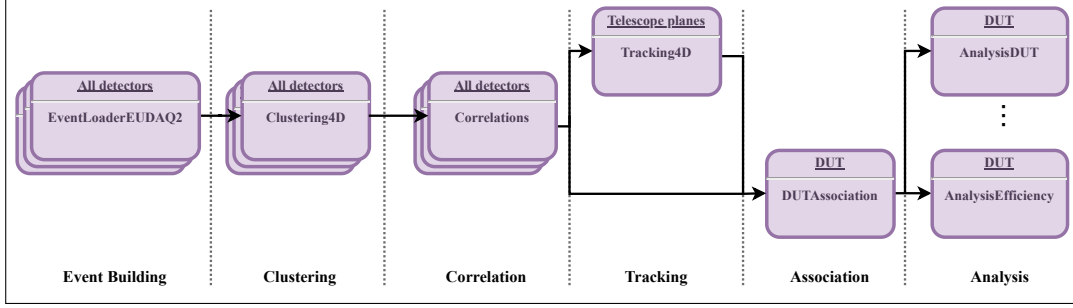 All detectors
EventLoaderEUDAQ2
All detectors
Clustering4D
All detectors
Correlations
Telescope planes
Tracking4D
DUT
DUTAssociation
DUT
AnalysisDUT
⋮
DUT
AnalysisEfficiency
Event Building
Clustering
Correlation
Tracking
Association
Analysis